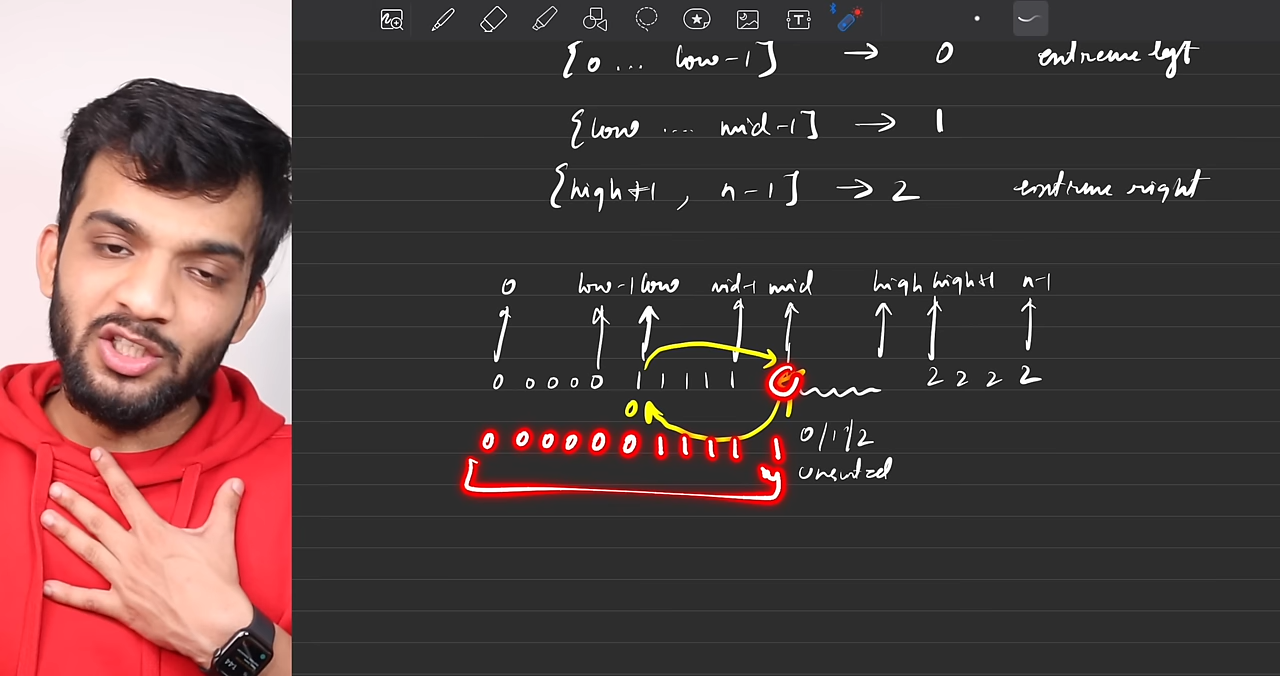 [0 ... low-1] → 0 extreme left
[low ... mid-1] → 1
[high+1, n-1] → 2 extreme right
0 low-1 low mid-1 mid high high+1 n-1
0 0 0 0 0 1 1 1 1 1 0 2 2 2 2
0 1
0 0 0 0 0 0 1 1 1 1 1 0/1/2
unsorted